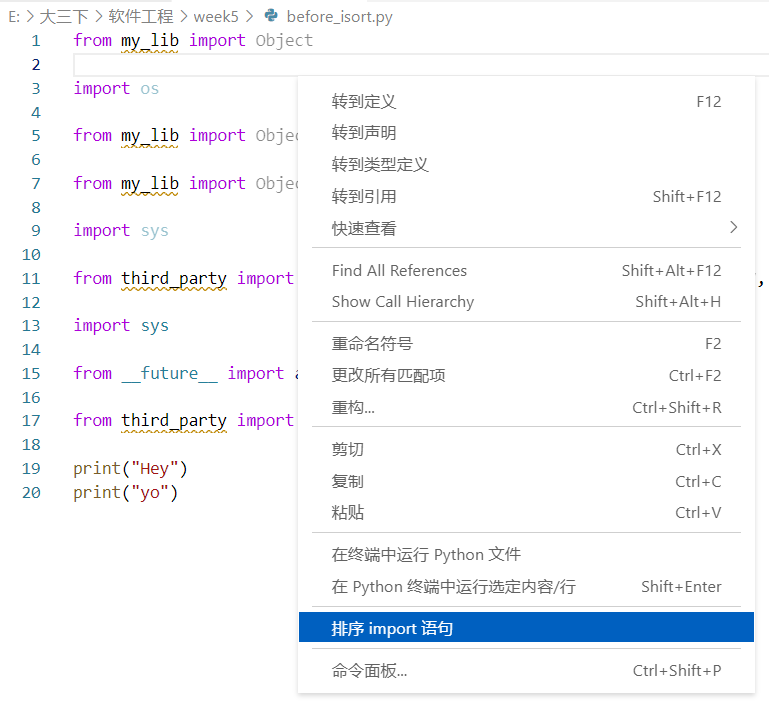 E: > 大三下 > 软件工程 > week5 > before_isort.py
1 from my_lib import Object
2
3 import os
4
5 from my_lib import Objec
6
7 from my_lib import Objec
8
9 import sys
10
11 from third_party import ,
12
13 import sys
14
15 from __future__ import a
16
17 from third_party import
18
19 print("Hey")
20 print("yo")
转到定义 F12
转到声明
转到类型定义
转到引用 Shift+F12
快速查看 >
Find All References Shift+Alt+F12
Show Call Hierarchy Shift+Alt+H
重命名符号 F2
更改所有匹配项 Ctrl+F2
重构... Ctrl+Shift+R
剪切 Ctrl+X
复制 Ctrl+C
粘贴 Ctrl+V
在终端中运行 Python 文件
在 Python 终端中运行选定内容/行 Shift+Enter
排序 import 语句
命令面板... Ctrl+Shift+P